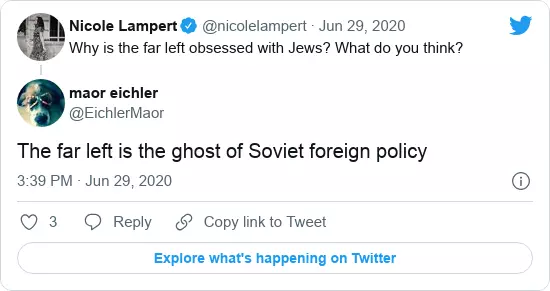 Nicole Lampert @nicolelampert · Jun 29, 2020
Why is the far left obsessed with Jews? What do you think?
maor eichler
@EichlerMaor
The far left is the ghost of Soviet foreign policy
3:39 PM · Jun 29, 2020
3 Reply Copy link to Tweet
Explore what's happening on Twitter